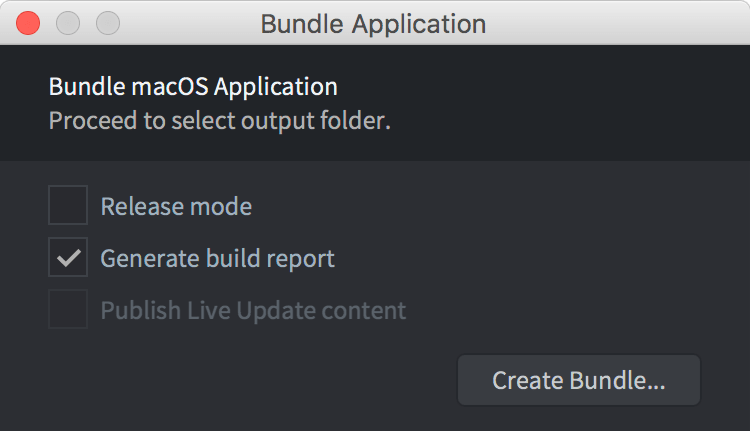 Bundle Application
Bundle macOS Application
Proceed to select output folder.
Release mode
Generate build report
Publish Live Update content
Create Bundle...